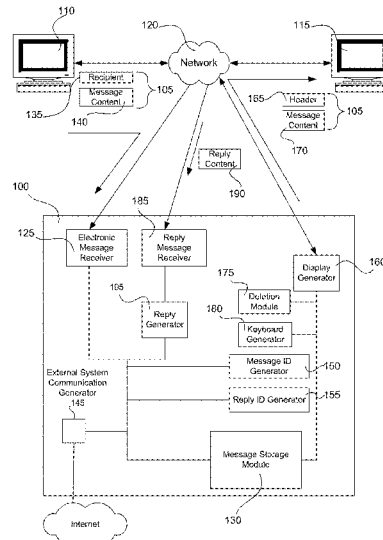 110
120
115
Network
Recipient
105
Message
Content
135
140
165
Header
105
Message
Content
170
Reply
Content
190
100
125
185
Electronic
Message
Receiver
Reply
Message
Receiver
160
Display
Generator
175
Deletion
Module
195
Reply
Generator
180
Keyboard
Generator
Message ID
Generator
150
External System
Communication
Generator
145
Reply ID Generator
155
Message Storage
Module
130
Internet